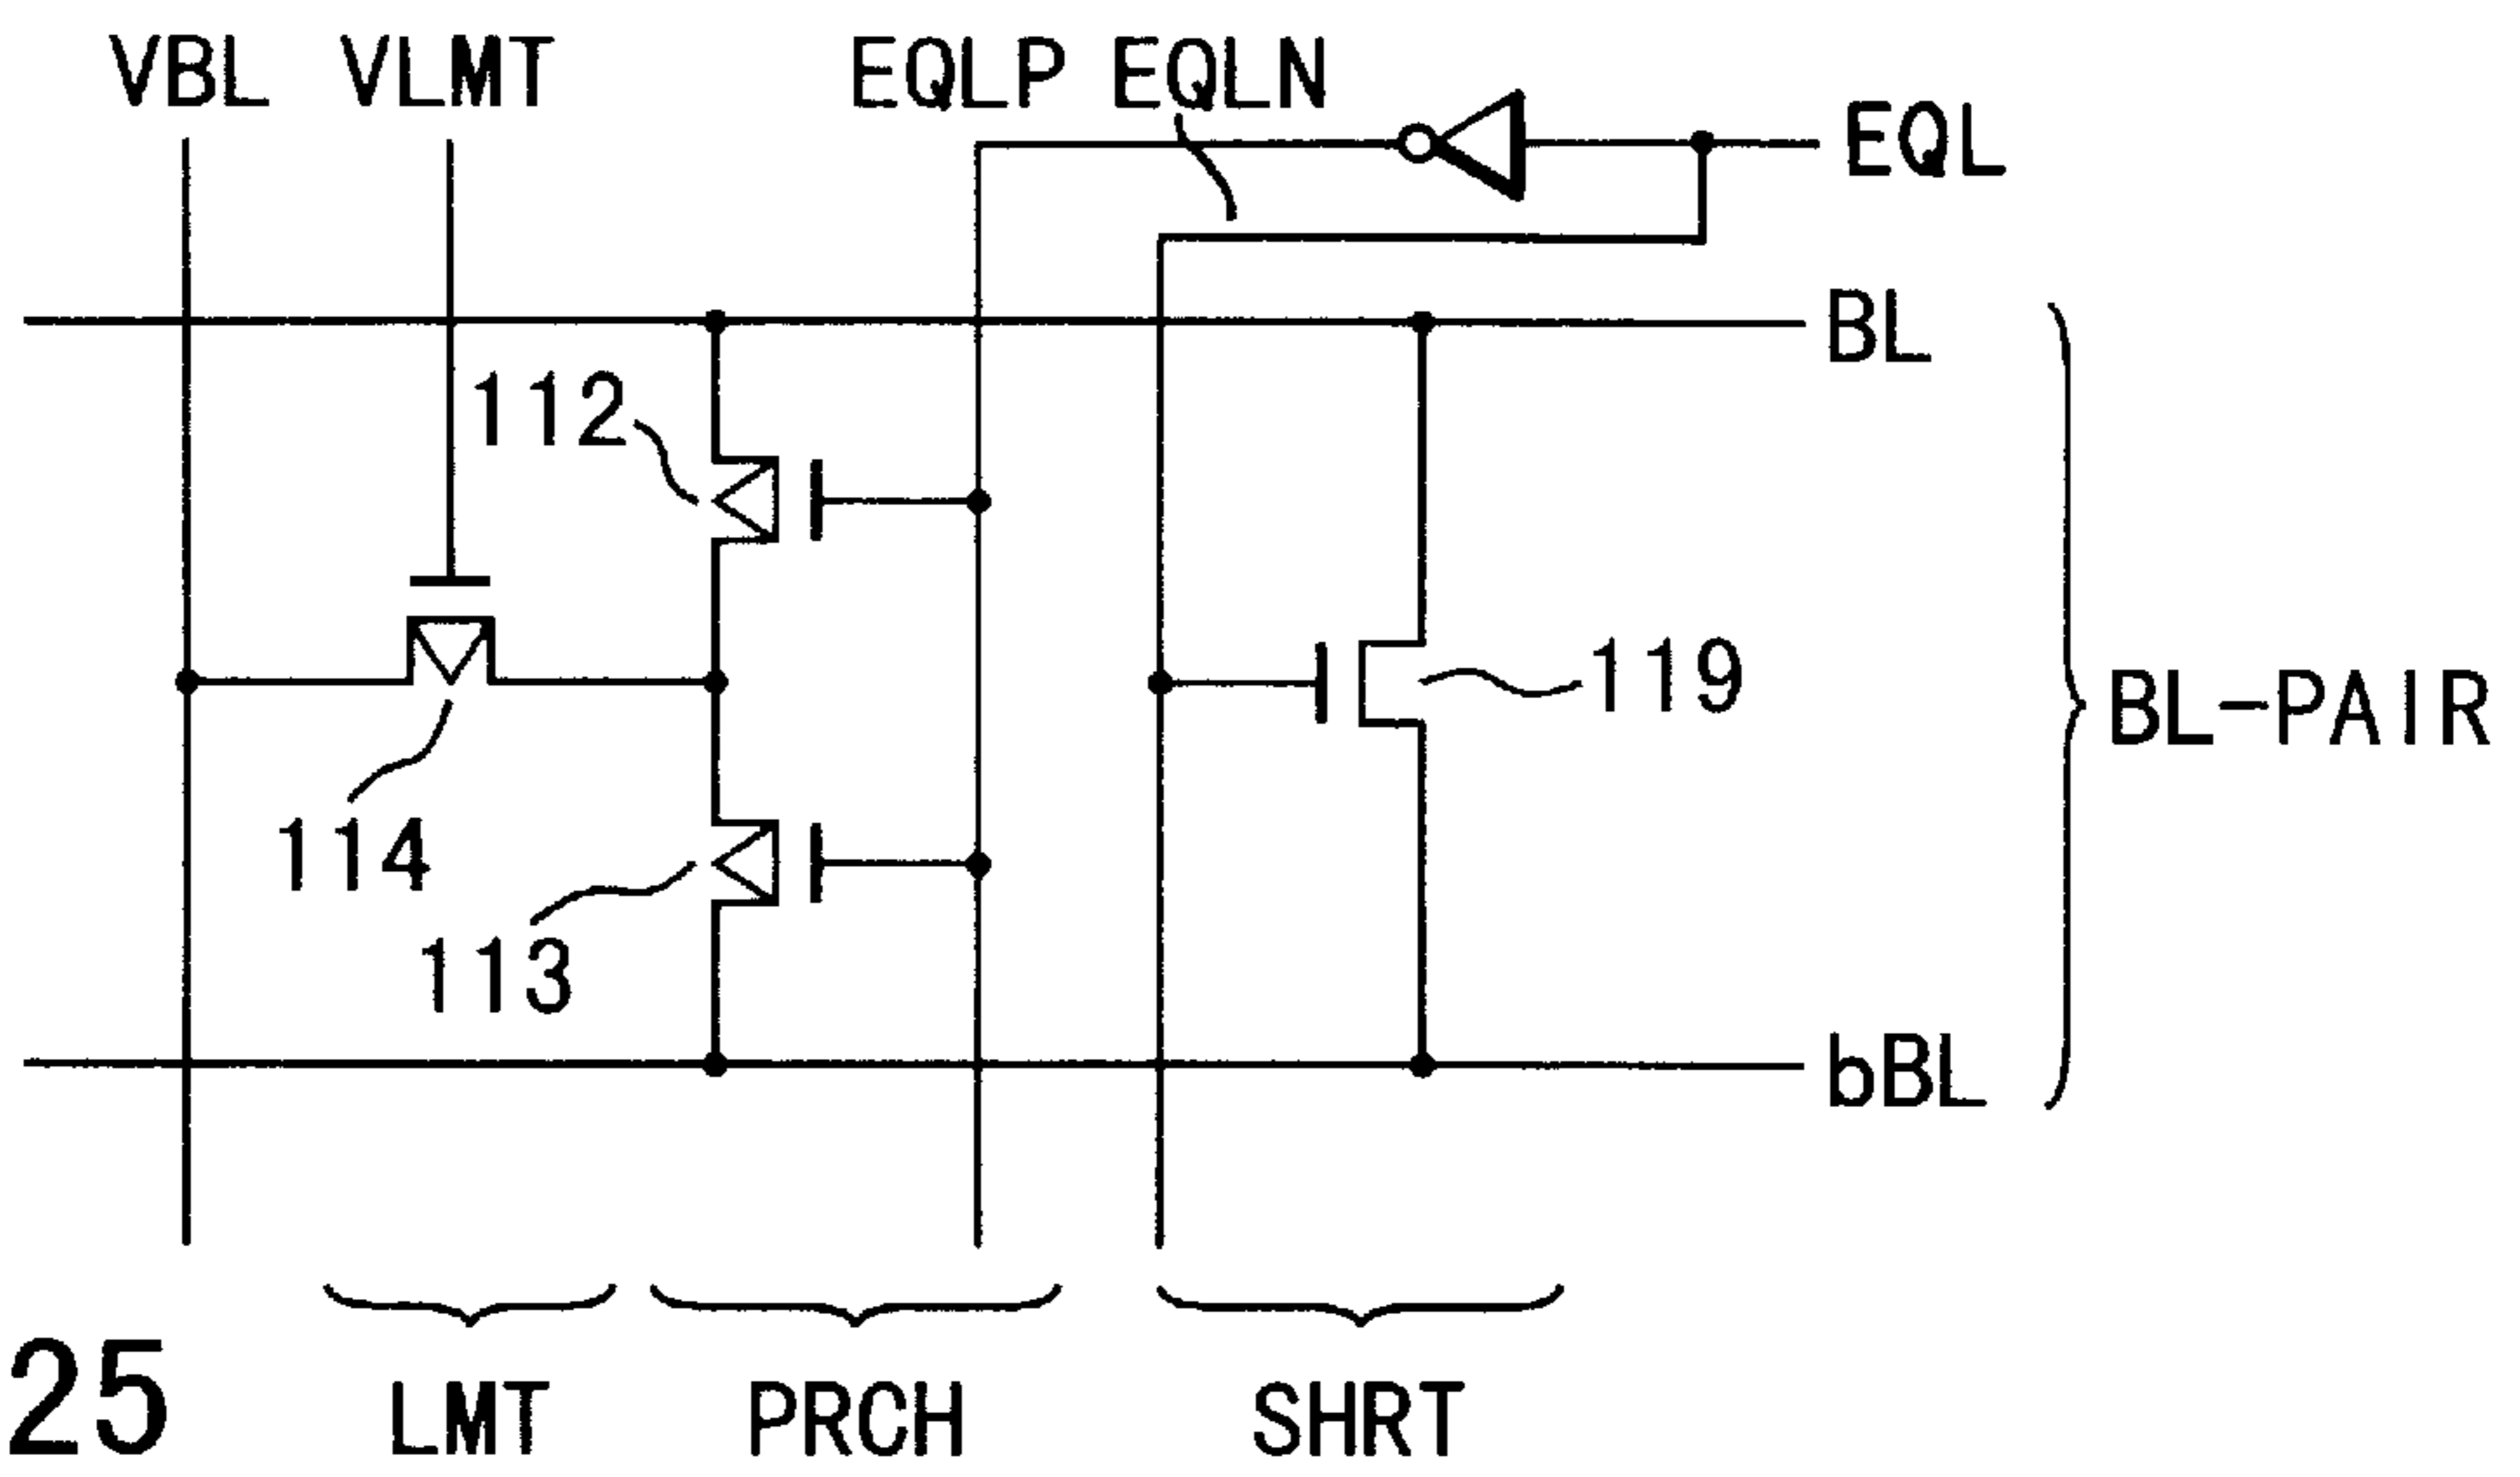 VBL VLMT EQLP EQLN
EQL
BL
112
119
BL-PAIR
114
113
bBL
25
LMT PRCH SHRT